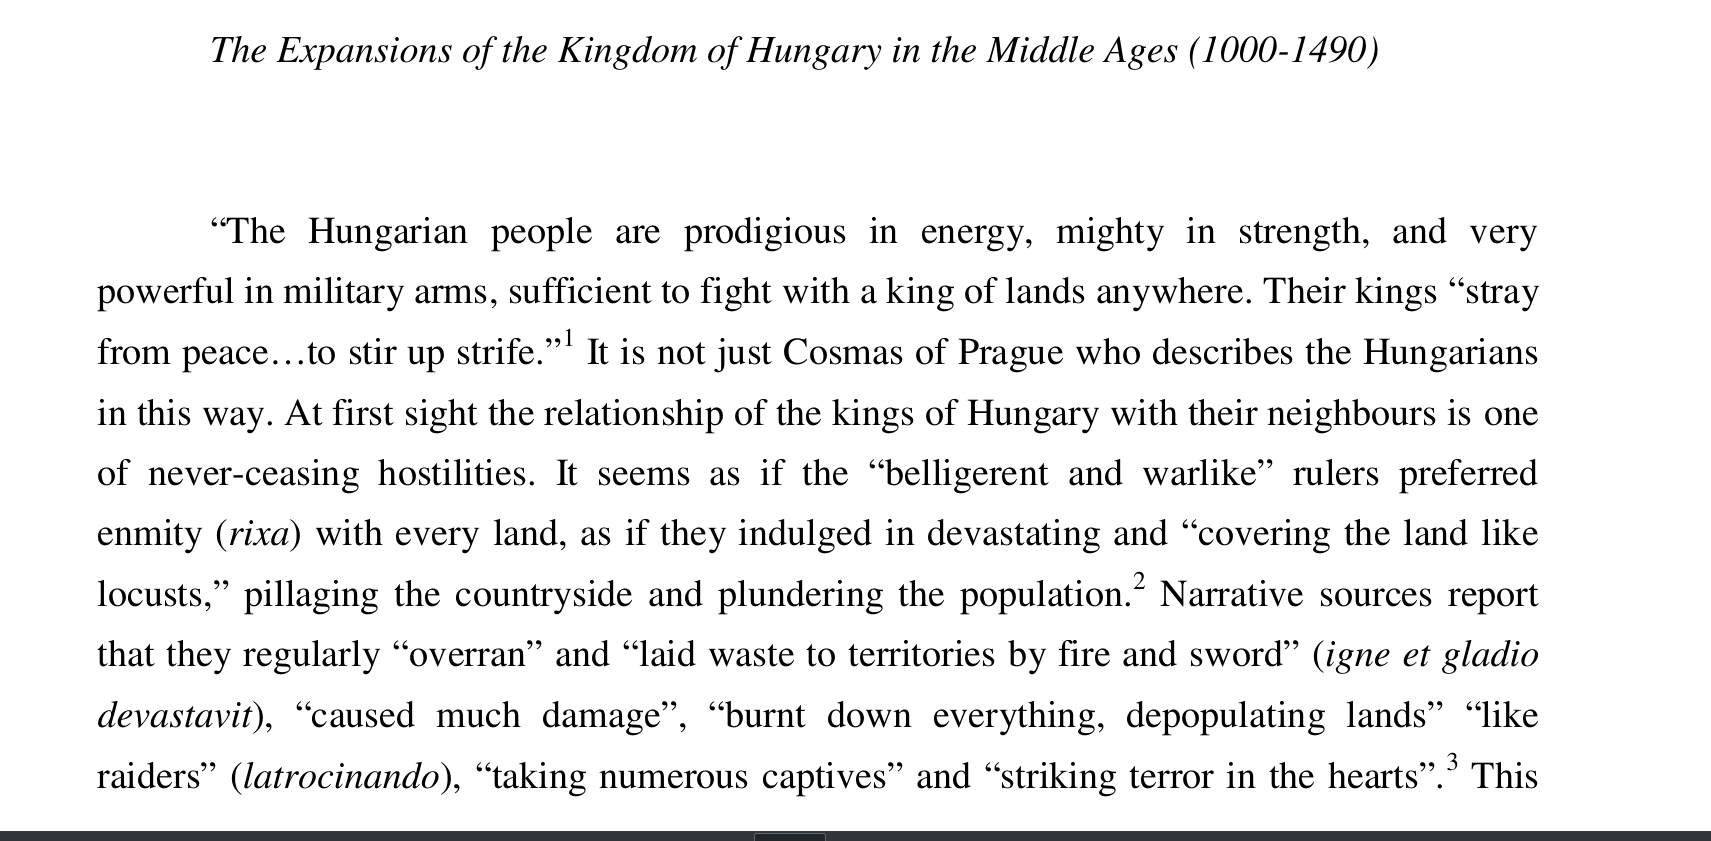 The Expansions of the Kingdom of Hungary in the Middle Ages (1000-1490)
“The Hungarian people are prodigious in energy, mighty in strength, and very
powerful in military arms, sufficient to fight with a king of lands anywhere. Their kings “stray
from peace…to stir up strife.”1 It is not just Cosmas of Prague who describes the Hungarians
in this way. At first sight the relationship of the kings of Hungary with their neighbours is one
of never-ceasing hostilities. It seems as if the “belligerent and warlike” rulers preferred
enmity (rixa) with every land, as if they indulged in devastating and “covering the land like
locusts,” pillaging the countryside and plundering the population.2 Narrative sources report
that they regularly “overran” and “laid waste to territories by fire and sword” (igne et gladio
devastavit), “caused much damage”, “burnt down everything, depopulating lands” “like
raiders” (latrocinando), “taking numerous captives” and “striking terror in the hearts”.3 This